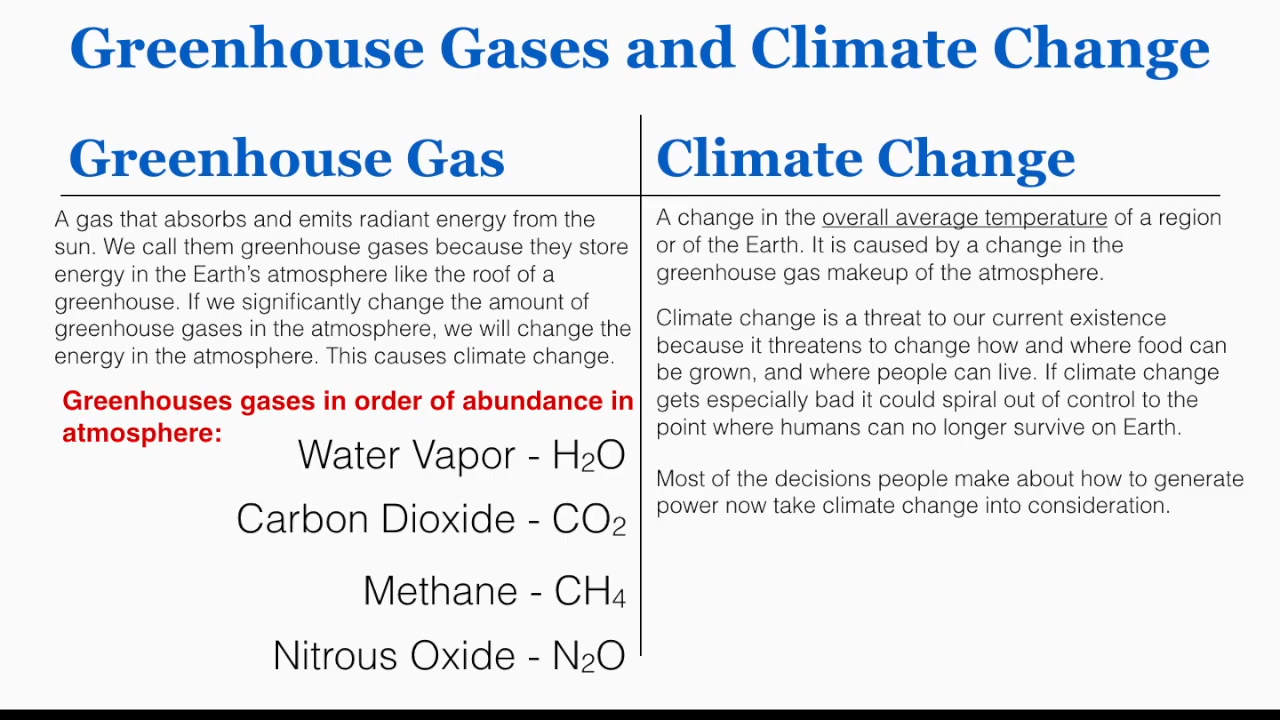 Greenhouse Gases and Climate Change
Greenhouse Gas
A gas that absorbs and emits radiant energy from the
sun. We call them greenhouse gases because they store
energy in the Earth’s atmosphere like the roof of a
greenhouse. If we significantly change the amount of
greenhouse gases in the atmosphere, we will change the
energy in the atmosphere. This causes climate change.
Greenhouses gases in order of abundance in
atmosphere:
Water Vapor - H₂O
Carbon Dioxide - CO₂
Methane - CH₄
Nitrous Oxide - N₂O
Climate Change
A change in the overall average temperature of a region
or of the Earth. It is caused by a change in the
greenhouse gas makeup of the atmosphere.
Climate change is a threat to our current existence
because it threatens to change how and where food can
be grown, and where people can live. If climate change
gets especially bad it could spiral out of control to the
point where humans can no longer survive on Earth.
Most of the decisions people make about how to generate
power now take climate change into consideration.